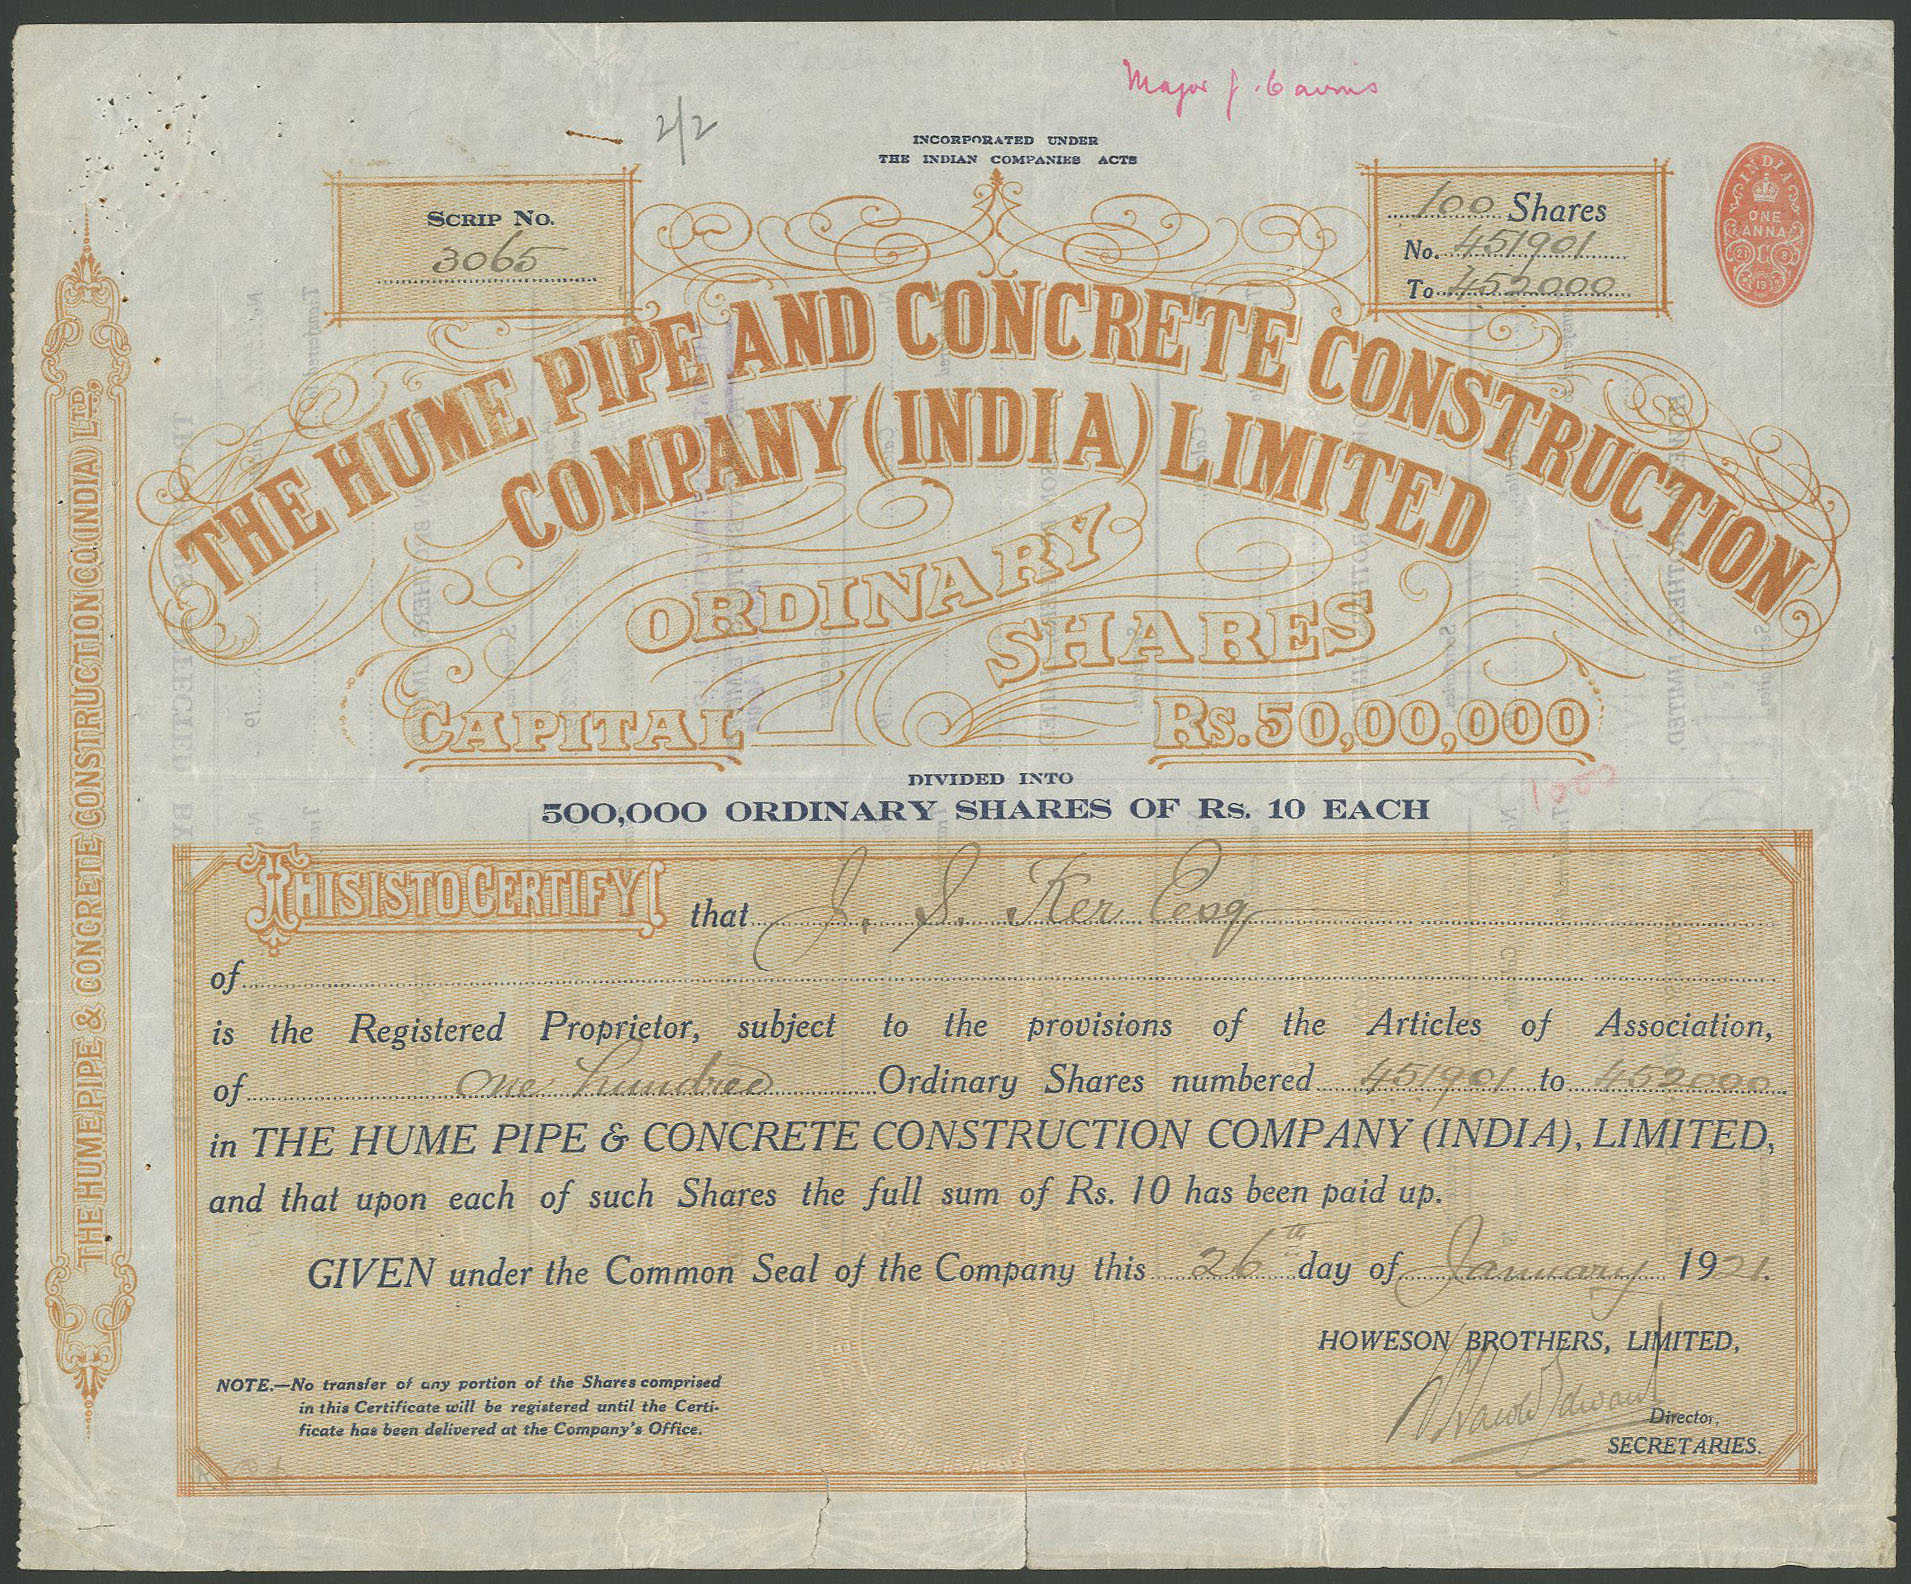 Major J.
2/2
INCORPORATED UNDER
THE INDIAN COMPANIES ACTS
SCRIP NO.
3065
100 Shares
No. 451901
To 452000
INDIA
ONE
ANNA
C
21 8
THE HUME PIPE AND CONCRETE CONSTRUCTION
COMPANY (INDIA) LIMITED
ORDINARY
SHARES
CAPITAL Rs. 50,00,000
DIVIDED INTO
500,000 ORDINARY SHARES OF Rs. 10 EACH
THIS IS TO CERTIFY that J. S. Ker Esq
of
is the Registered Proprietor, subject to the provisions of the Articles of Association,
of one hundred Ordinary Shares numbered 451901 to 452000
in THE HUME PIPE & CONCRETE CONSTRUCTION COMPANY (INDIA), LIMITED,
and that upon each of such Shares the full sum of Rs. 10 has been paid up.
GIVEN under the Common Seal of the Company this 26th day of January 1921.
HOWESON BROTHERS, LIMITED,
Director,
SECRETARIES.
NOTE.—No transfer of any portion of the Shares comprised
in this Certificate will be registered until the Certi-
ficate has been delivered at the Company's Office.
THE HUME PIPE & CONCRETE CONSTRUCTION CO. (INDIA) LTD.